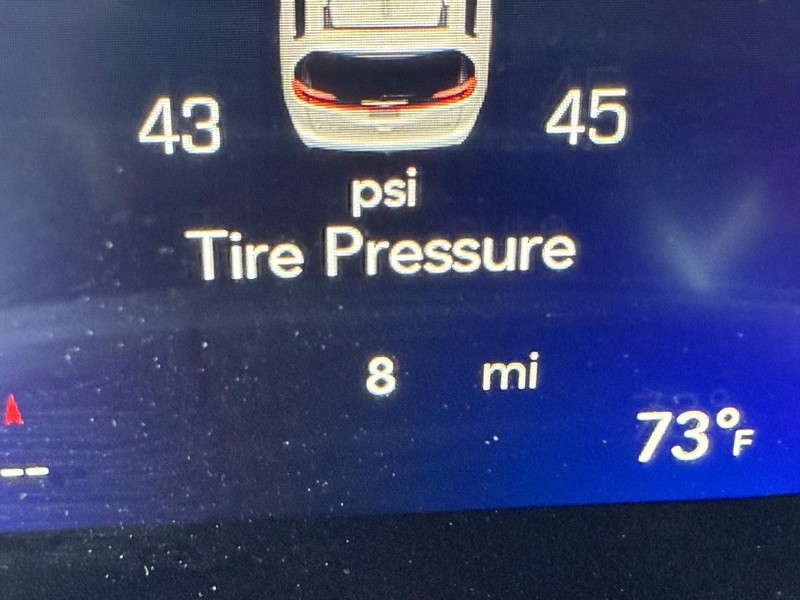 43 45
psi
Tire Pressure
8 mi
73°F
--